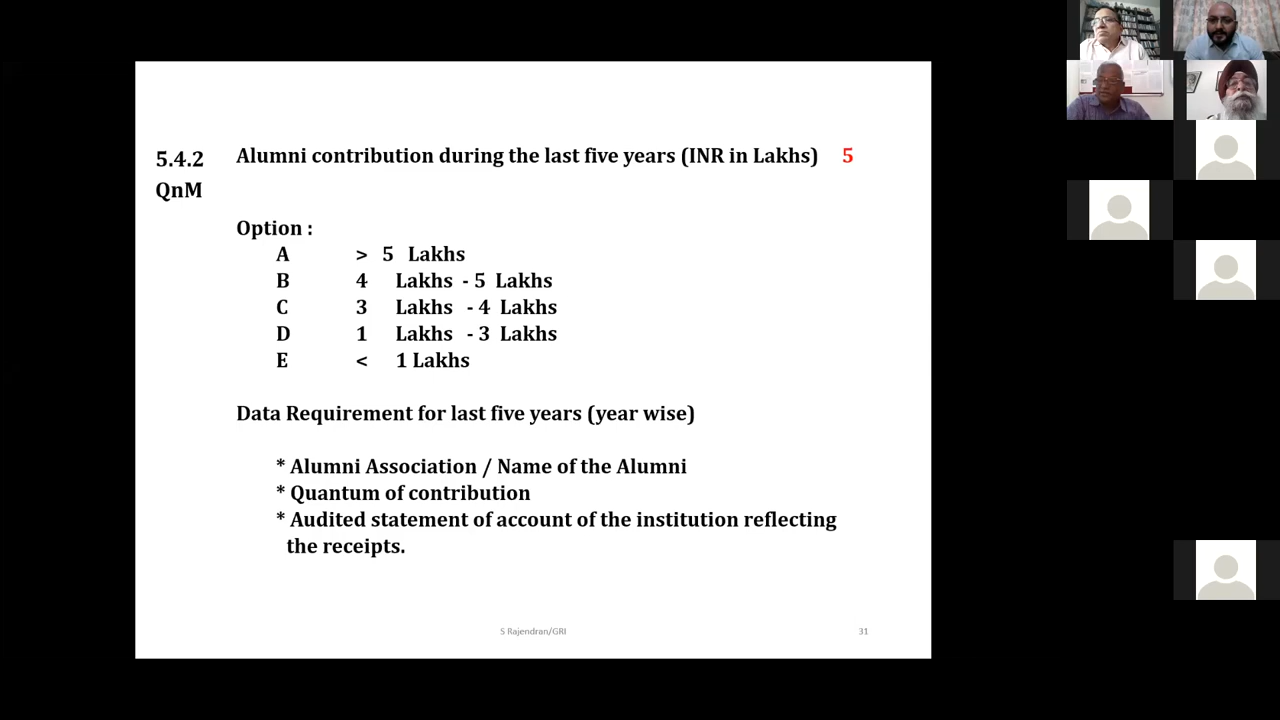 5.4.2 Alumni contribution during the last five years (INR in Lakhs) 5
QnM
Option :
A > 5 Lakhs
B 4 Lakhs - 5 Lakhs
C 3 Lakhs - 4 Lakhs
D 1 Lakhs - 3 Lakhs
E < 1 Lakhs
Data Requirement for last five years (year wise)
* Alumni Association / Name of the Alumni
* Quantum of contribution
* Audited statement of account of the institution reflecting
the receipts.
S Rajendran/GRI 31